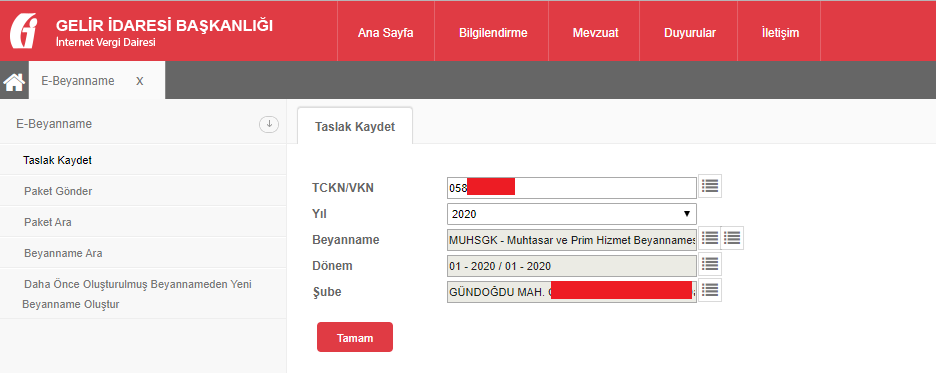 GELİR İDARESİ BAŞKANLIĞI
İnternet Vergi Dairesi
Ana Sayfa
Bilgilendirme
Mevzuat
Duyurular
İletişim
E-Beyanname X
E-Beyanname
Taslak Kaydet
Paket Gönder
Paket Ara
Beyanname Ara
Daha Önce Oluşturulmuş Beyannameden Yeni
Beyanname Oluştur
Taslak Kaydet
TCKN/VKN 058
Yıl 2020
Beyanname MUHSGK - Muhtasar ve Prim Hizmet Beyannames
Dönem 01 - 2020 / 01 - 2020
Şube GÜNDOĞDU MAH.
Tamam